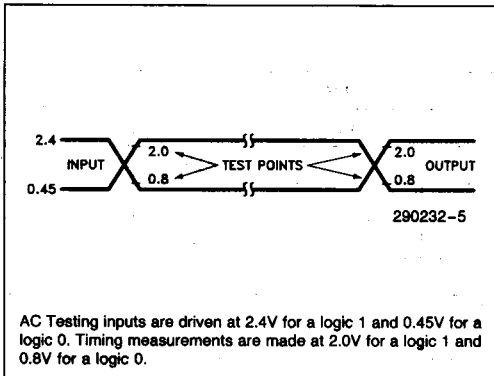 2.4
INPUT
0.45
2.0
0.8
TEST POINTS
2.0
0.8
OUTPUT
290232-5
AC Testing inputs are driven at 2.4V for a logic 1 and 0.45V for a
logic 0. Timing measurements are made at 2.0V for a logic 1 and
0.8V for a logic 0.